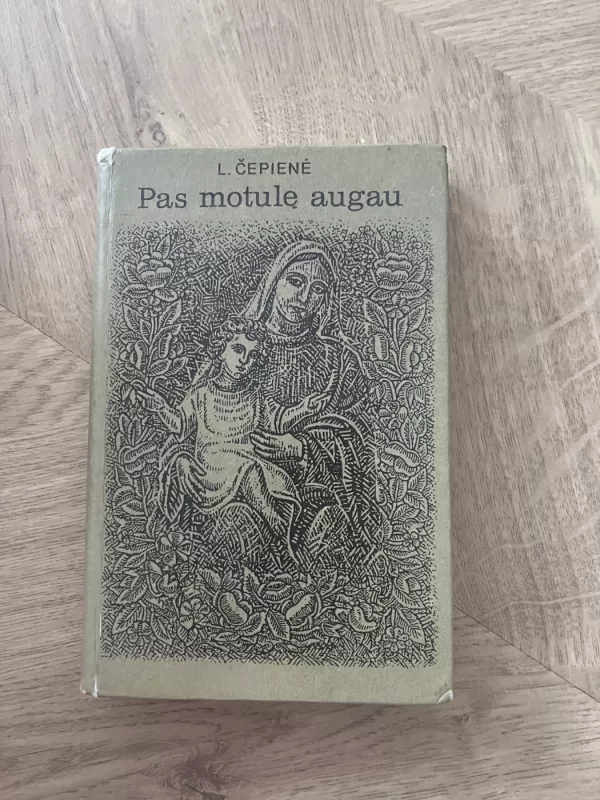 L. ČEPIENĖ
Pas motulę augau